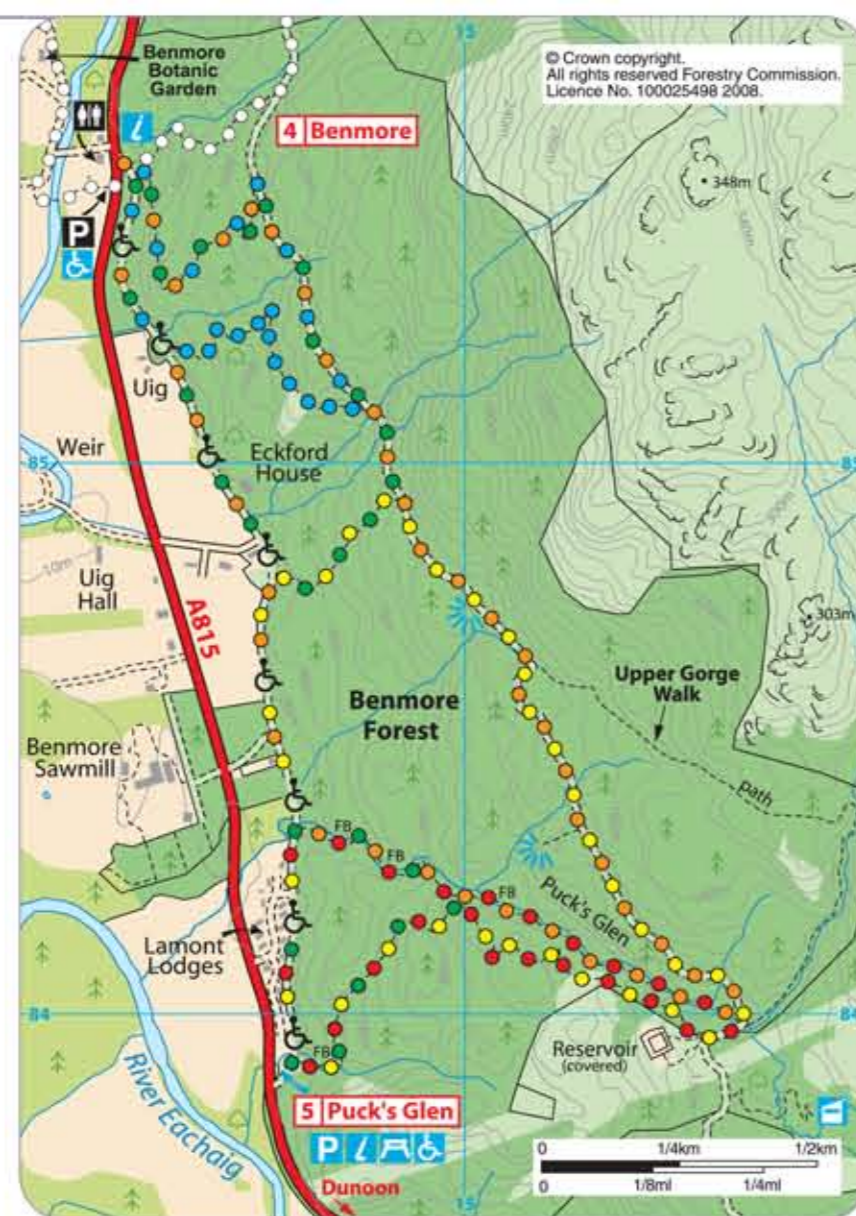 Benmore
Botanic
Garden
© Crown copyright.
All rights reserved Forestry Commission.
Licence No. 100025498 2008.
15
i
4 Benmore
348m
P
Uig
Weir
Eckford
House
85
85
10m
Uig
Hall
A815
303m
Upper Gorge
Walk
Benmore
Forest
Benmore
Sawmill
path
FB
FB
FB
Puck's Glen
Lamont
Lodges
84
84
Reservoir
(covered)
FB
River Eachaig
5 Puck's Glen
P i
0 1/4km 1/2km
0 1/8ml 1/4ml
Dunoon
15